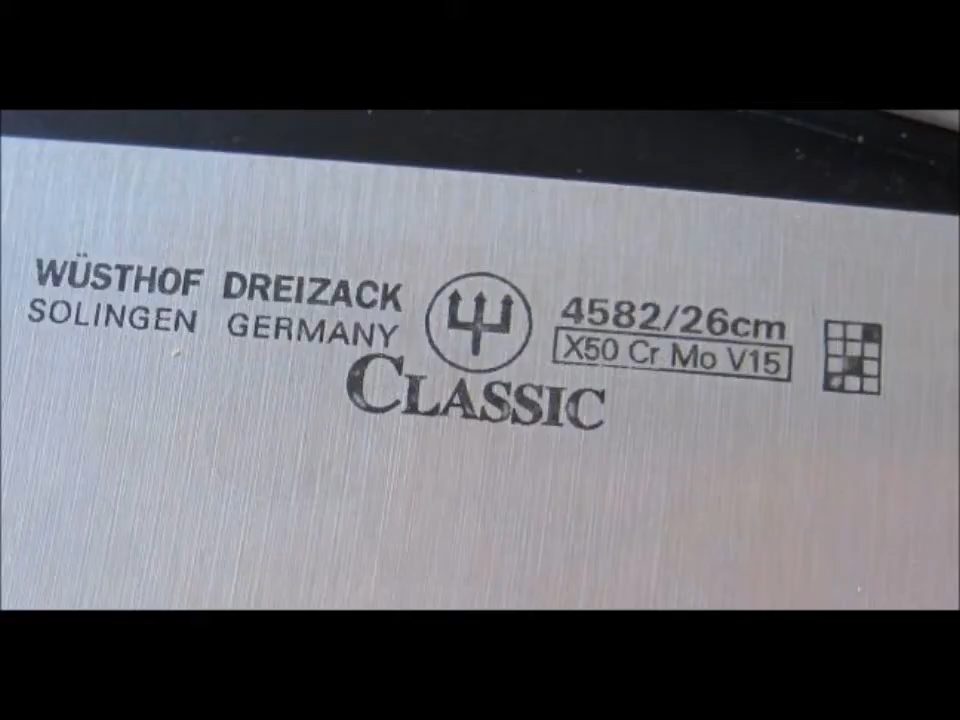 WÜSTHOF DREIZACK
SOLINGEN GERMANY
4582/26cm
X50 Cr Mo V15
CLASSIC